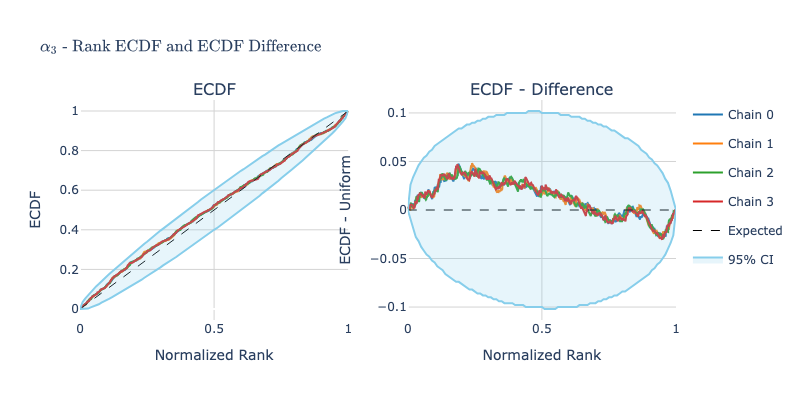 α₃ - Rank ECDF and ECDF Difference
ECDF
ECDF - Difference
ECDF
1
0.8
0.6
0.4
0.2
0
0
0.5
1
Normalized Rank
ECDF - Uniform
0.1
0.05
0
−0.05
−0.1
0
0.5
1
Normalized Rank
Chain 0
Chain 1
Chain 2
Chain 3
Expected
95% CI